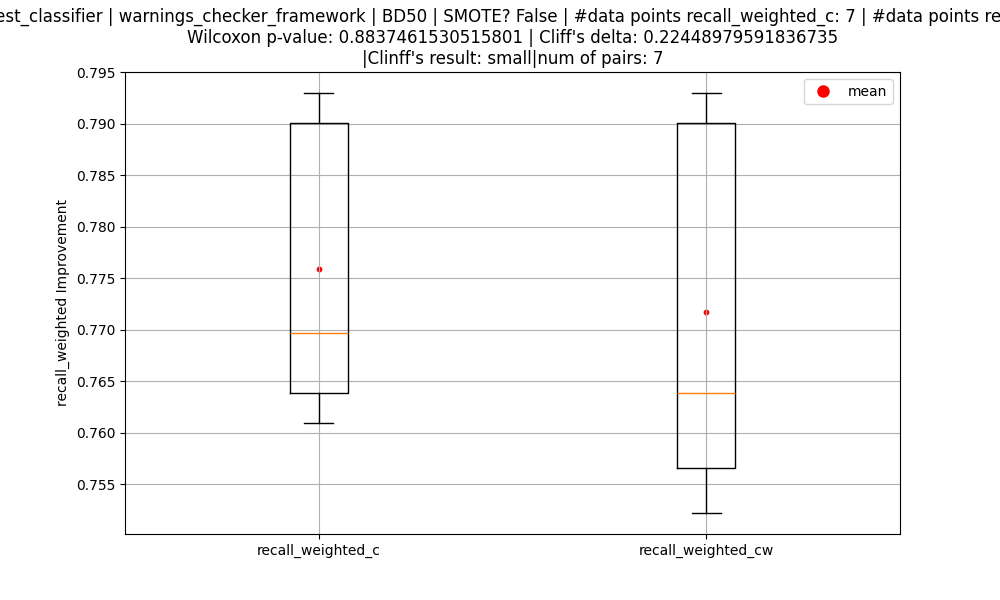 est_classifier | warnings_checker_framework | BD50 | SMOTE? False | #data points recall_weighted_c: 7 | #data points re
Wilcoxon p-value: 0.8837461530515801 | Cliff's delta: 0.22448979591836735
|Clinff's result: small|num of pairs: 7
mean
0.795
0.790
0.785
0.780
0.775
0.770
0.765
0.760
0.755
recall_weighted Improvement
recall_weighted_c
recall_weighted_cw